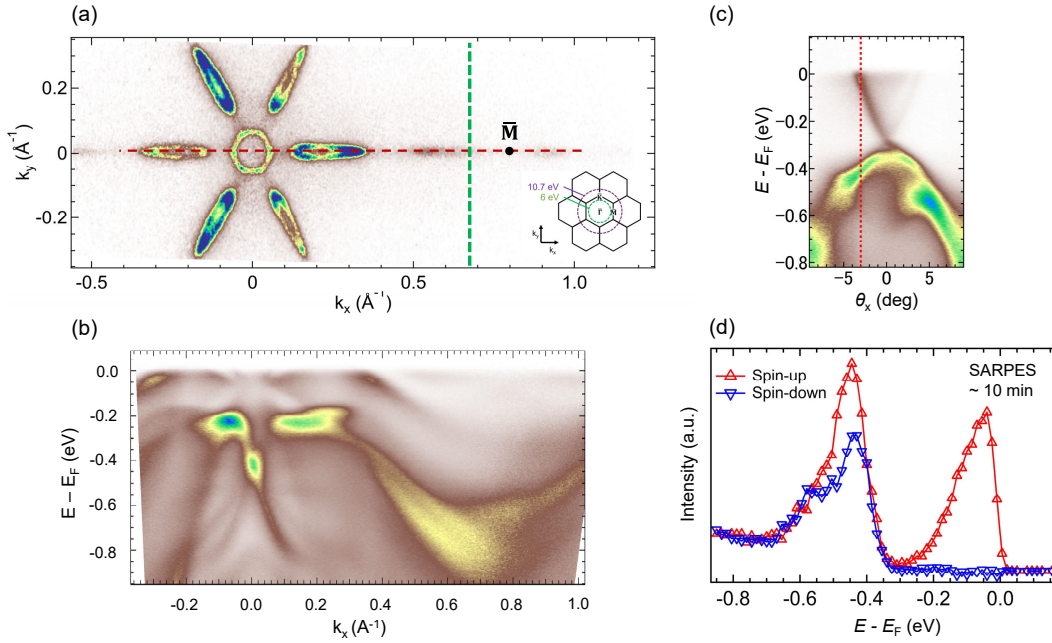 (a)
k_y (Å⁻¹)
0.2
0
-0.2
M̅
10.7 eV
6 eV
K
Γ
M
k_y
k_x
-0.5
0
0.5
1.0
k_x (Å⁻¹)
(b)
E – E_F (eV)
0.0
-0.2
-0.4
-0.6
-0.8
-0.2
0.0
0.2
0.4
0.6
0.8
1.0
k_x (A⁻¹)
(c)
E - E_F (eV)
0
−0.2
−0.4
−0.6
−0.8
−5
0
5
θ_x (deg)
(d)
Intensity (a.u.)
Spin-up
Spin-down
SARPES
~ 10 min
-0.8
-0.6
-0.4
-0.2
0.0
E - E_F (eV)